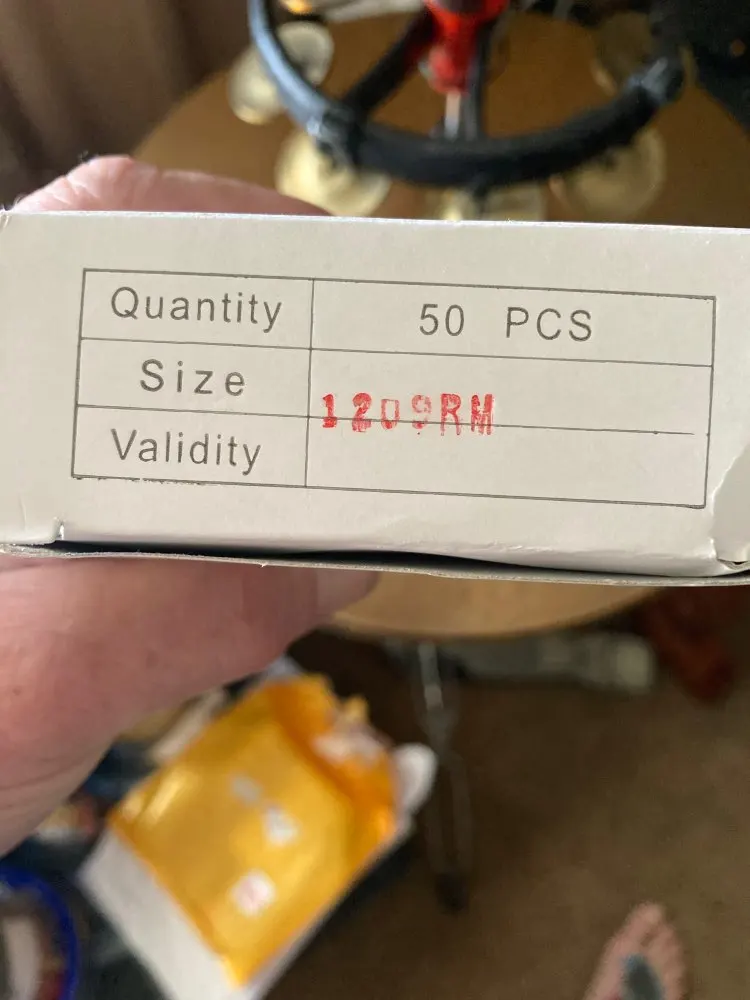 Quantity 50 PCS
Size 1209RM
Validity